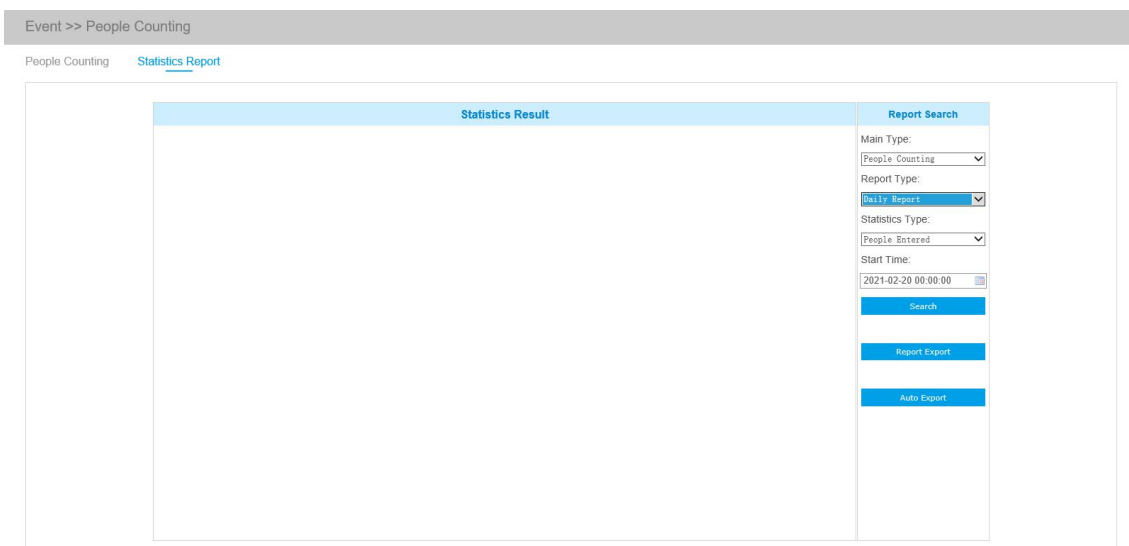 Event >> People Counting
People Counting Statistics Report
Statistics Result
Report Search
Main Type:
People Counting
Report Type:
Daily Report
Statistics Type:
People Entered
Start Time:
2021-02-20 00:00:00
Search
Report Export
Auto Export